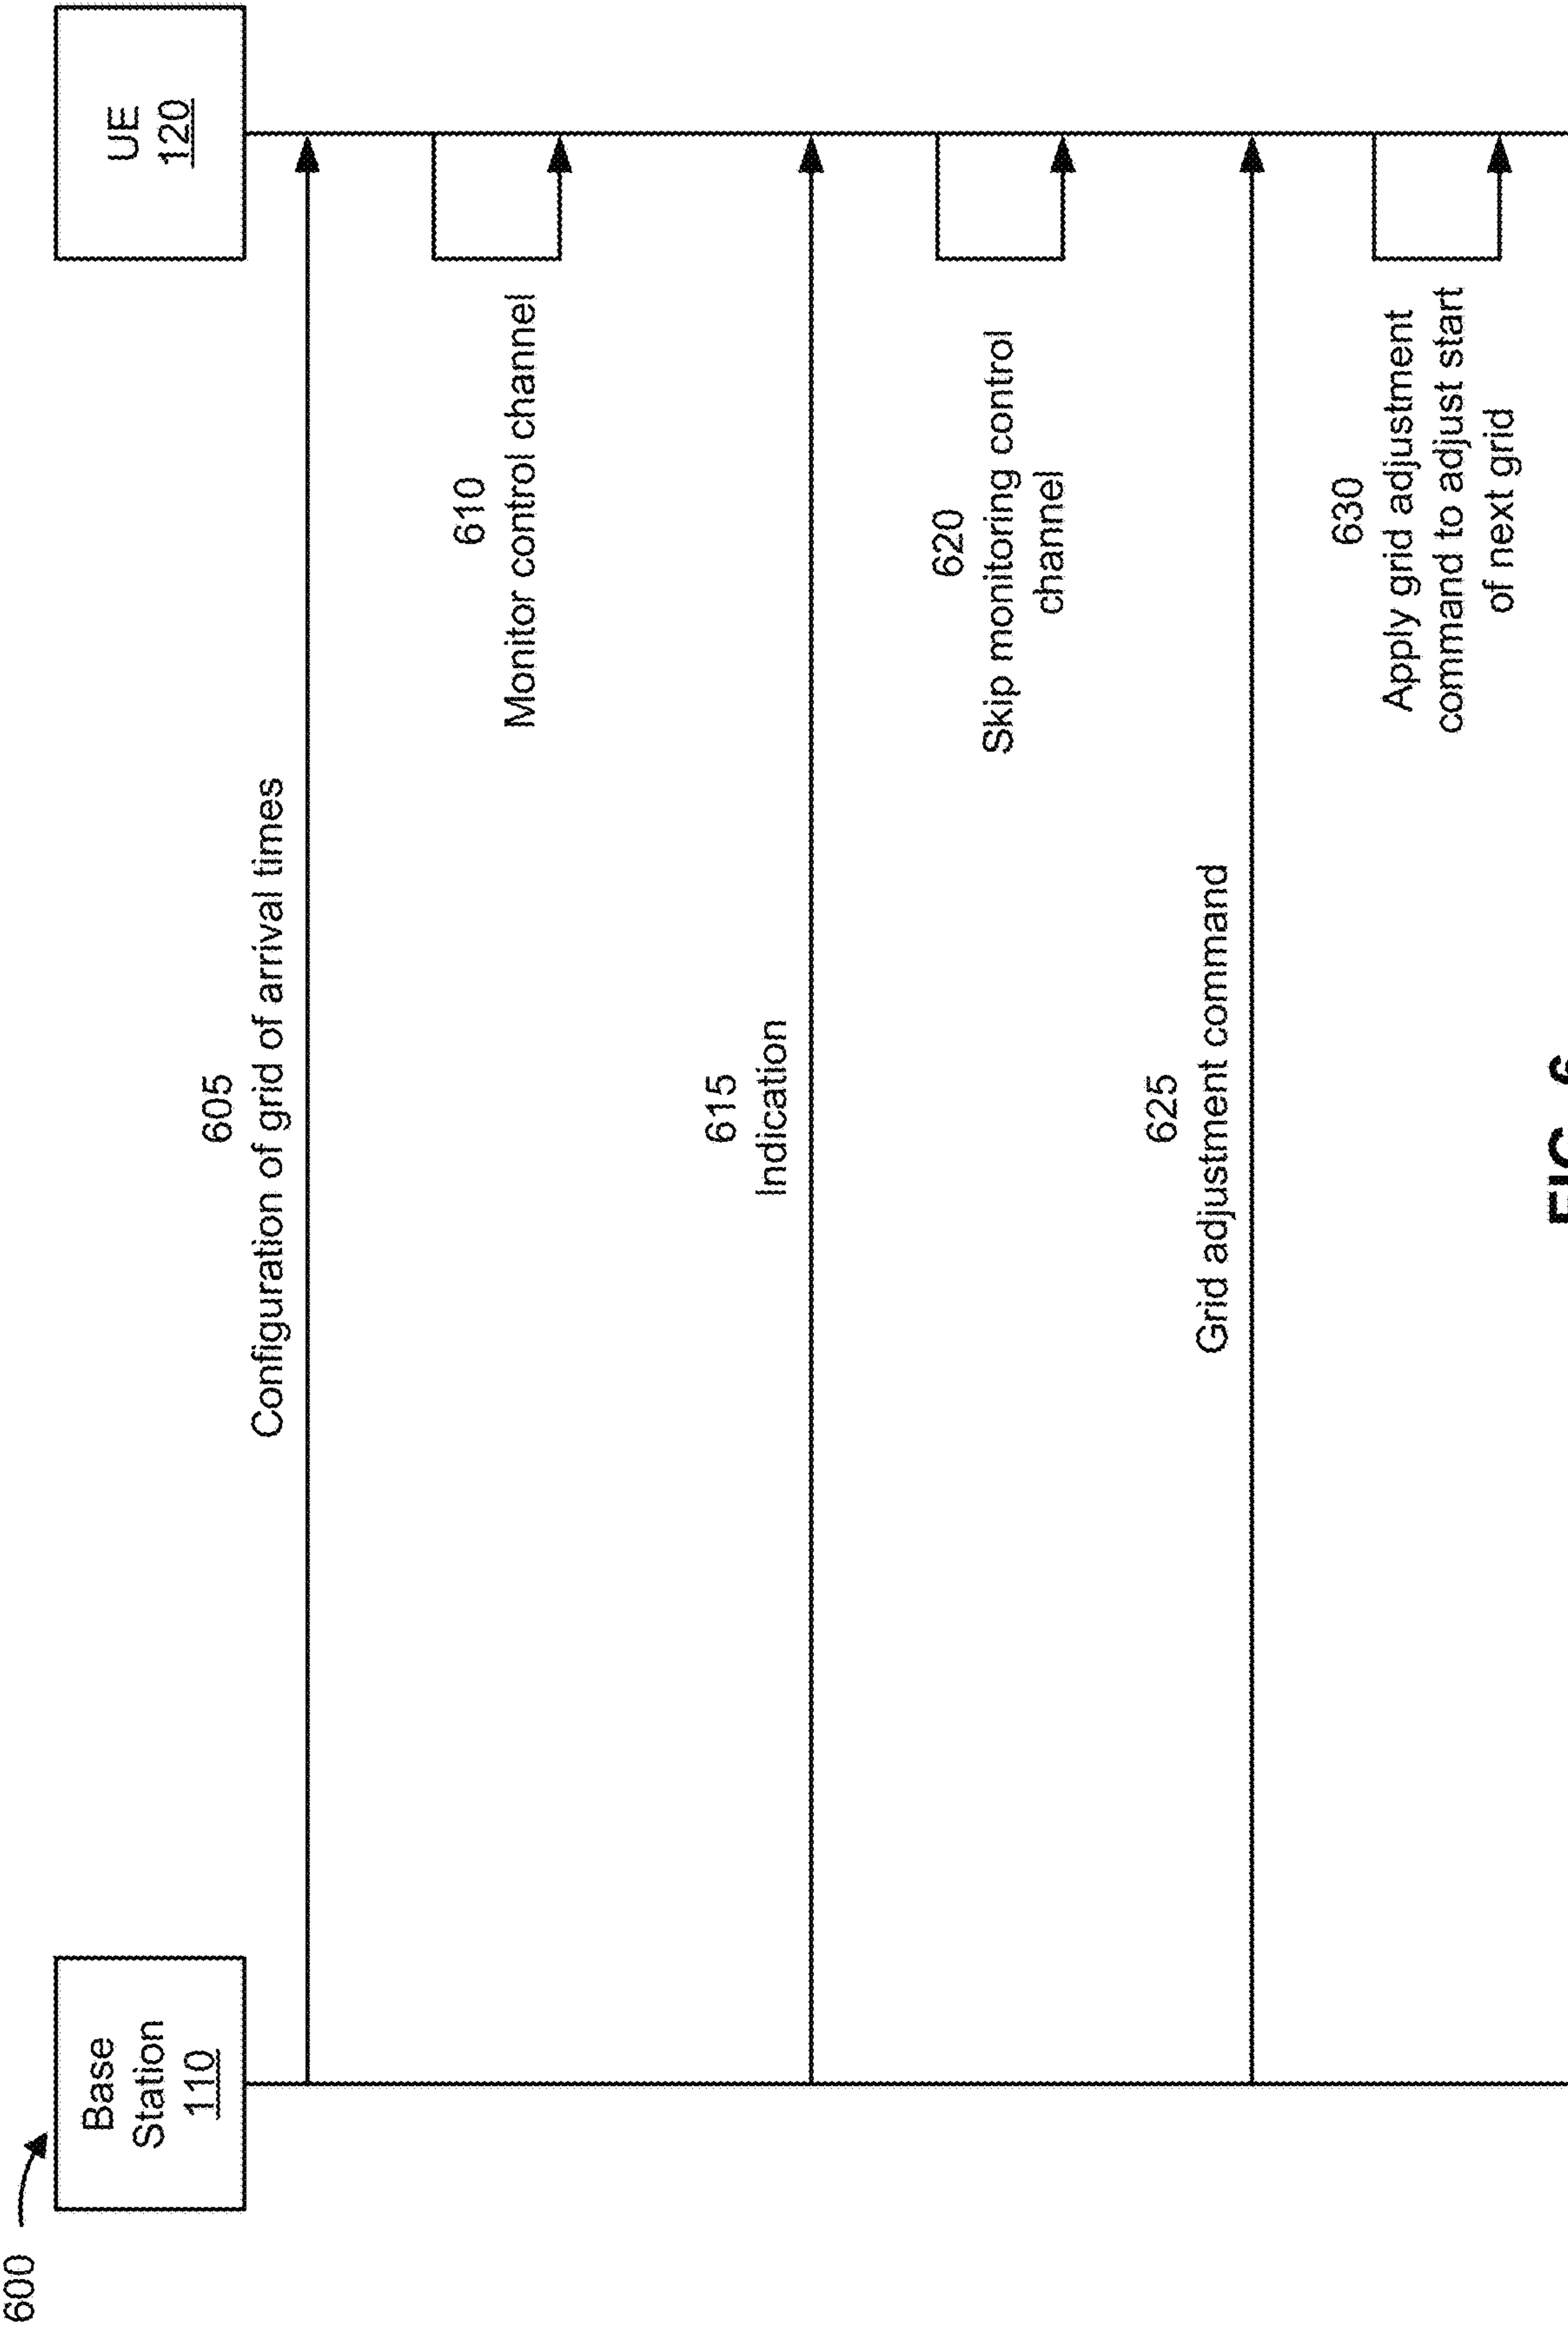 600
Base
Station
110
UE
120
605
Configuration of grid of arrival times
610
Monitor control channel
615
Indication
620
Skip monitoring control
channel
625
Grid adjustment command
630
Apply grid adjustment
command to adjust start
of next grid
FIG. 6